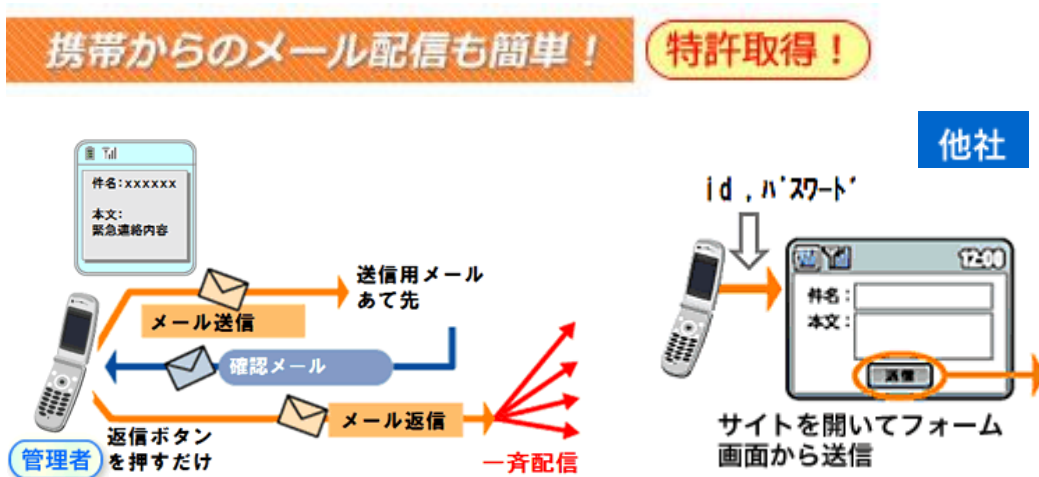 携帯からのメール配信も簡単！
特許取得！
他社
件名:xxxxxx
本文:
緊急連絡内容
送信用メール
あて先
メール送信
確認メール
メール返信
返信ボタン
を押すだけ
管理者
一斉配信
id , ﾊﾟｽﾜｰﾄﾞ
12:00
件名：
本文：
送信
サイトを開いてフォーム
画面から送信